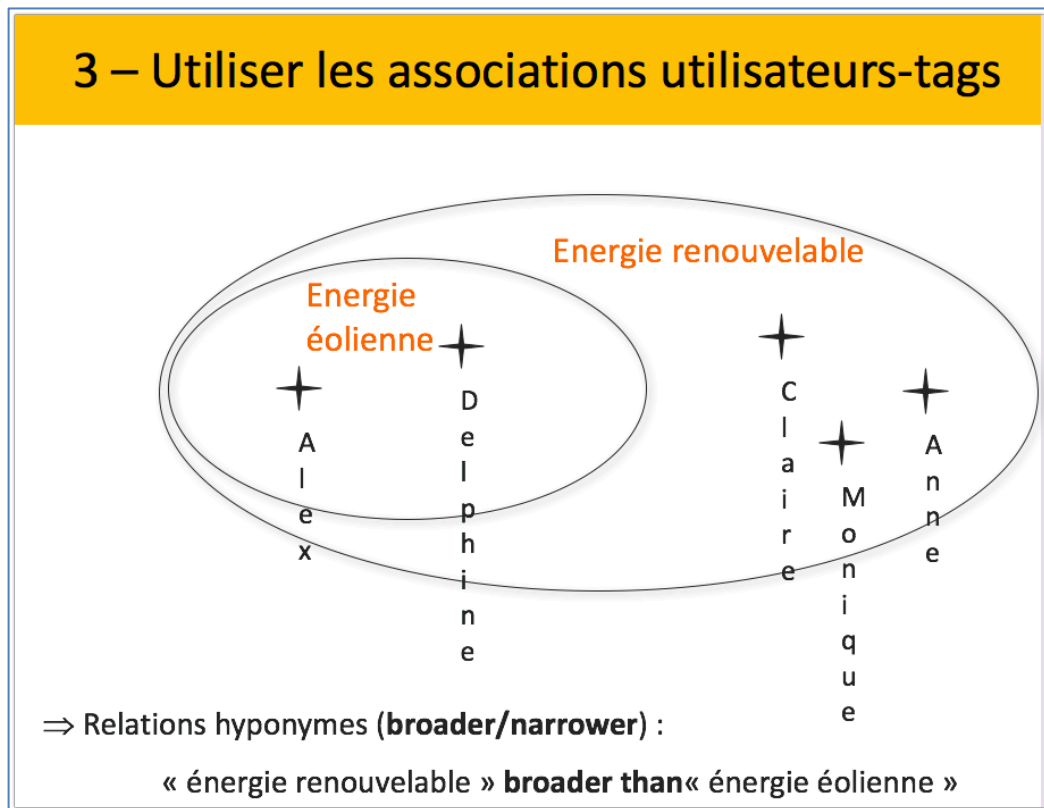 3 – Utiliser les associations utilisateurs-tags
Energie renouvelable
Energie
éolienne
Alex
Delphine
Claire
Monique
Anne
⇒ Relations hyponymes (broader/narrower) :
« énergie renouvelable » broader than« énergie éolienne »